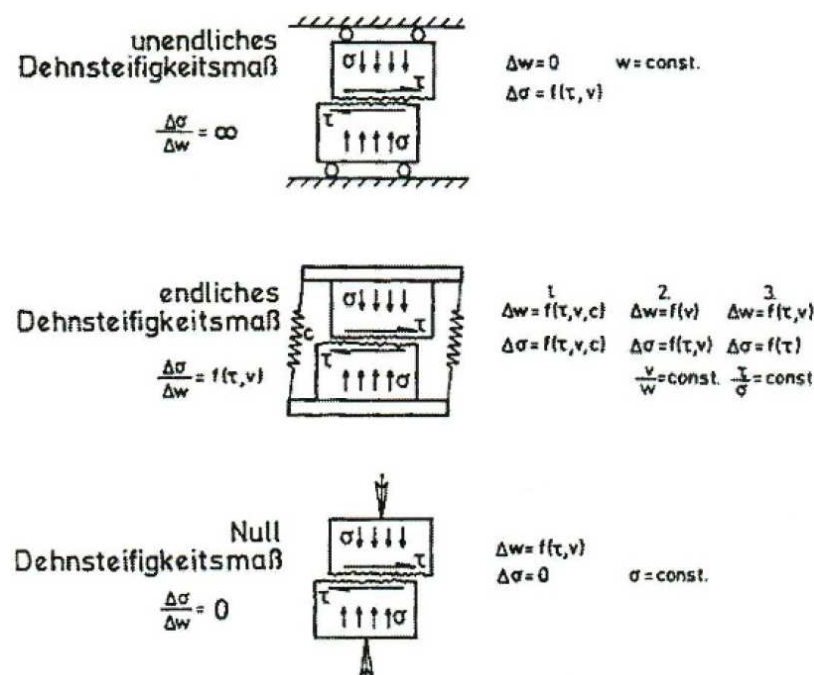 unendliches
Dehnsteifigkeitsmaß
Δσ/Δw = ∞
σ
τ
τ
σ
Δw = 0 w = const.
Δσ = f(τ,v)
endliches
Dehnsteifigkeitsmaß
Δσ/Δw = f(τ,v)
c
σ
τ
τ
σ
1. 2. 3.
Δw = f(τ,v,c) Δw = f(v) Δw = f(τ,v)
Δσ = f(τ,v,c) Δσ = f(τ,v) Δσ = f(τ)
v/w = const. τ/σ = const
Null
Dehnsteifigkeitsmaß
Δσ/Δw = 0
σ
τ
τ
σ
Δw = f(τ,v)
Δσ = 0 σ = const.